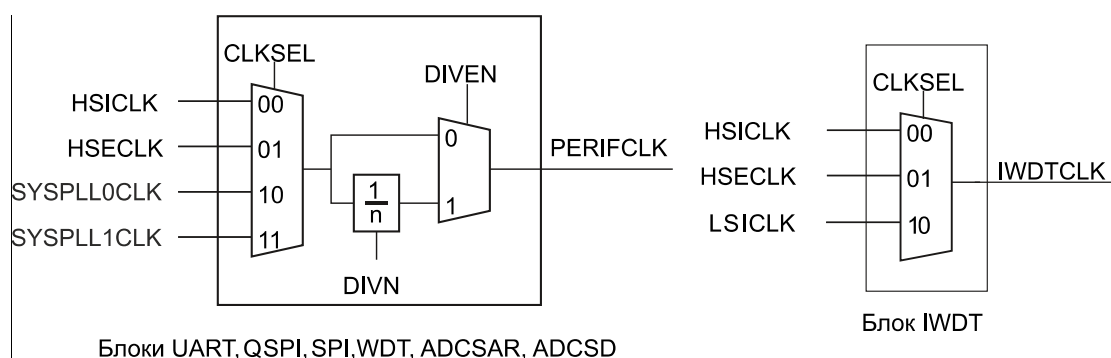 CLKSEL
DIVEN
HSICLK
00
HSECLK
01
SYSPLL0CLK
10
SYSPLL1CLK
11
0
1
1
n
DIVN
PERIFCLK
Блоки UART, QSPI, SPI, WDT, ADCSAR, ADCSD
CLKSEL
HSICLK
00
HSECLK
01
LSICLK
10
IWDTCLK
Блок IWDT